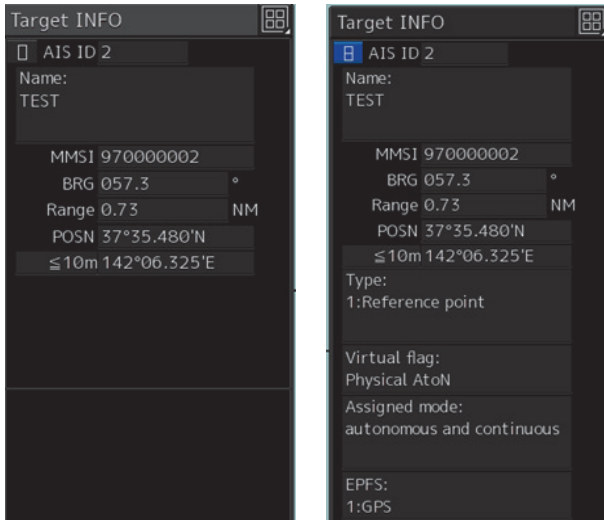 Target INFO
AIS ID 2
Name:
TEST
MMSI 970000002
BRG 057.3 °
Range 0.73 NM
POSN 37°35.480'N
≦10m 142°06.325'E
Target INFO
AIS ID 2
Name:
TEST
MMSI 970000002
BRG 057.3 °
Range 0.73 NM
POSN 37°35.480'N
≦10m 142°06.325'E
Type:
1:Reference point
Virtual flag:
Physical AtoN
Assigned mode:
autonomous and continuous
EPFS:
1:GPS